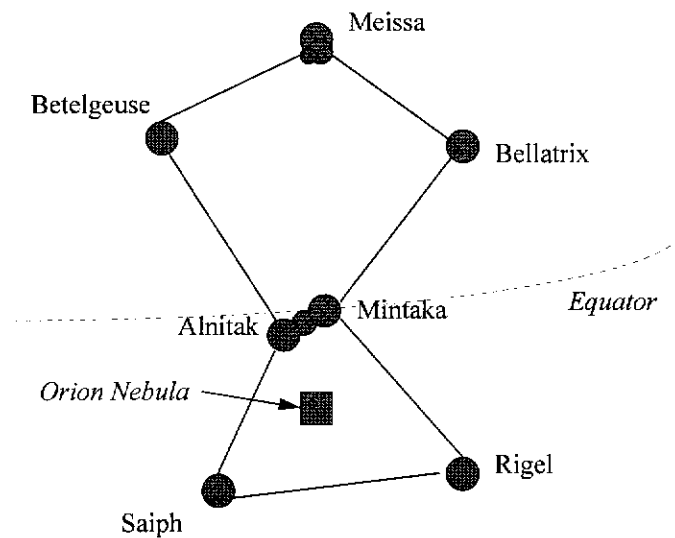 Meissa
Betelgeuse
Bellatrix
Equator
Mintaka
Alnitak
Orion Nebula
Rigel
Saiph